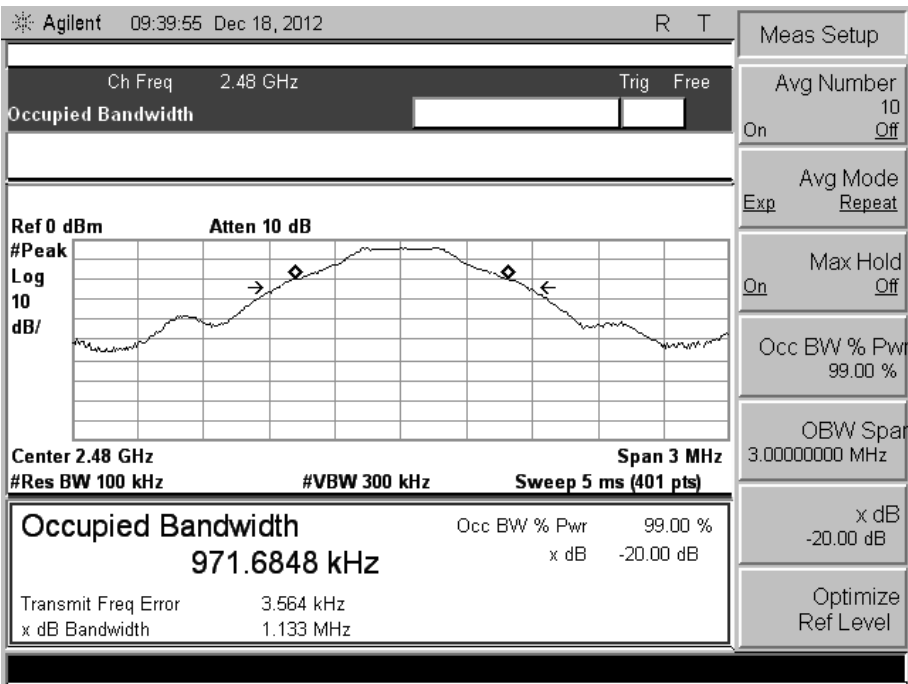 Agilent 09:39:55 Dec 18, 2012 R T
Meas Setup
Ch Freq 2.48 GHz Trig Free
Occupied Bandwidth
Avg Number
10
On Off
Avg Mode
Exp Repeat
Max Hold
On Off
Occ BW % Pwr
99.00 %
OBW Span
3.00000000 MHz
x dB
-20.00 dB
Optimize
Ref Level
Ref 0 dBm Atten 10 dB
#Peak
Log
10
dB/
Center 2.48 GHz Span 3 MHz
#Res BW 100 kHz #VBW 300 kHz Sweep 5 ms (401 pts)
Occupied Bandwidth
971.6848 kHz
Occ BW % Pwr 99.00 %
x dB -20.00 dB
Transmit Freq Error 3.564 kHz
x dB Bandwidth 1.133 MHz